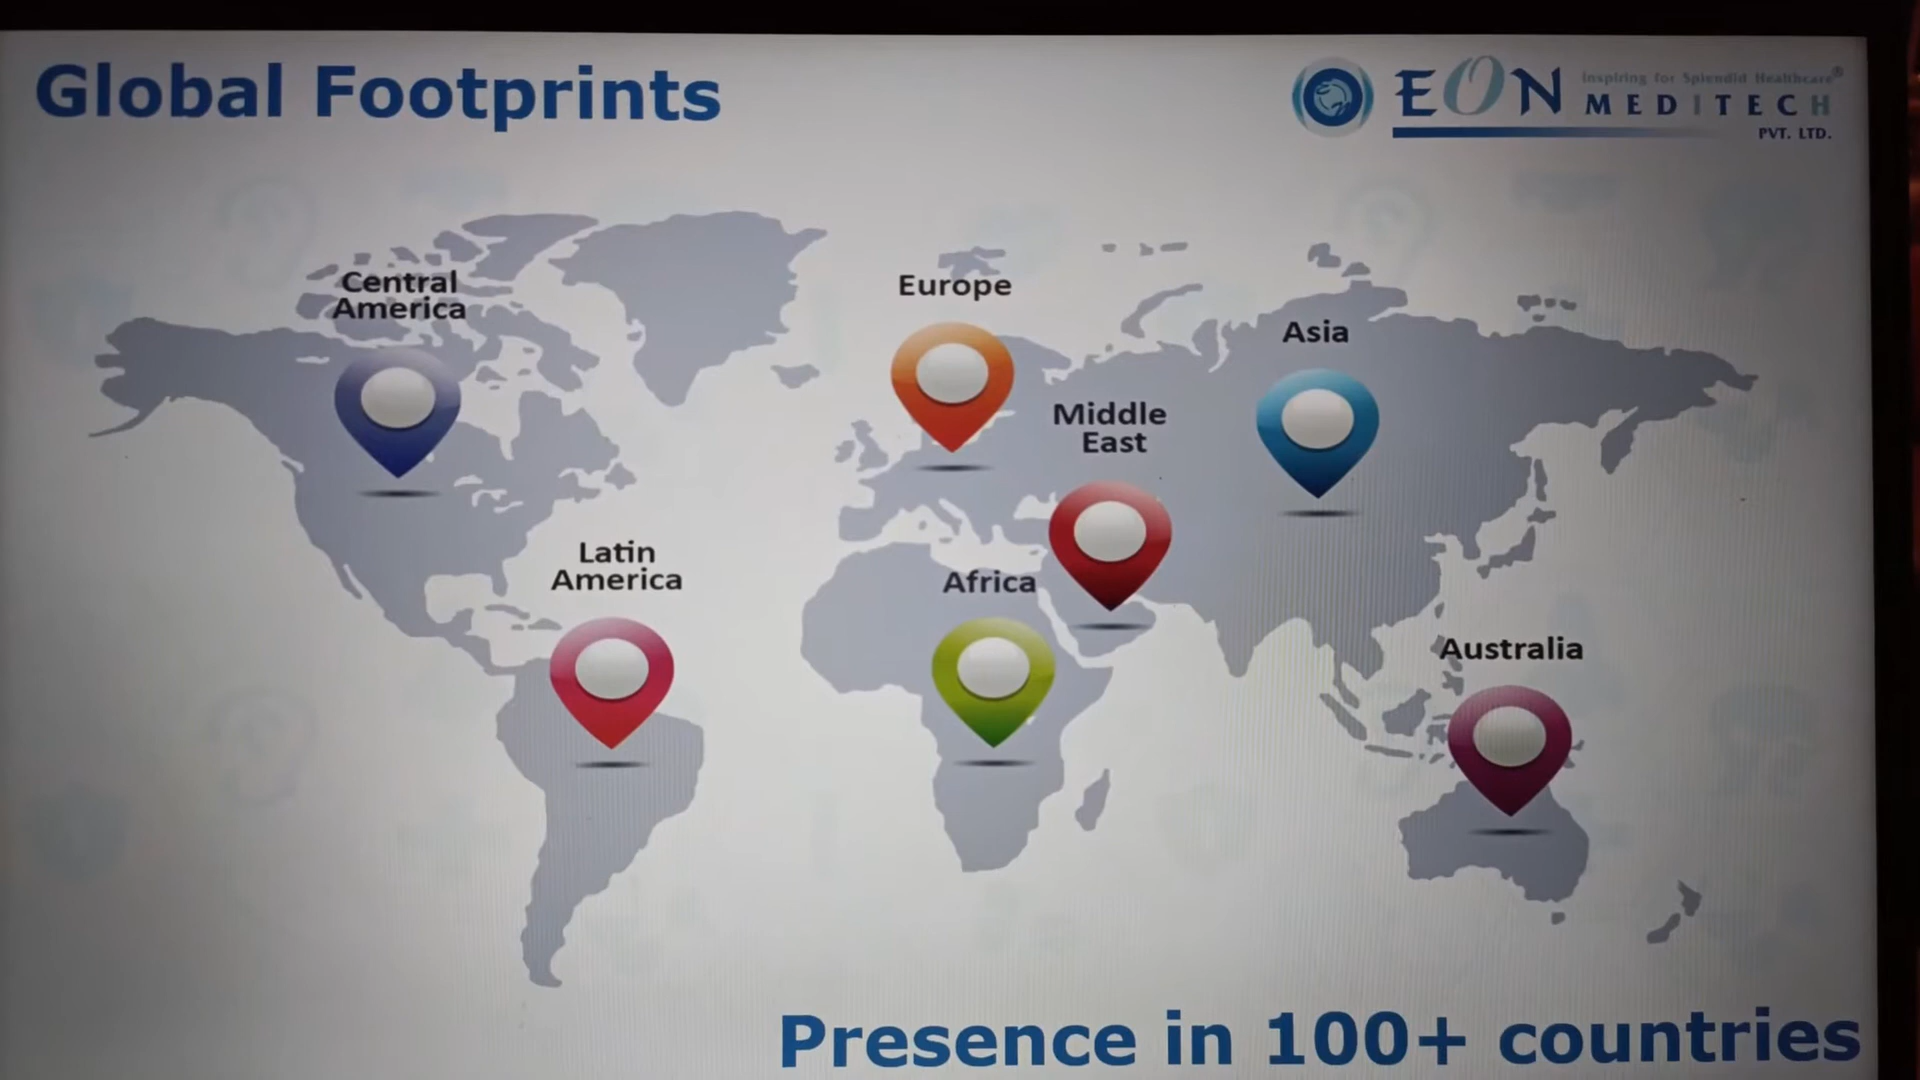 Global Footprints
EON
Inspiring for Splendid Healthcare®
MEDITECH
PVT. LTD.
Central
America
Europe
Asia
Middle
East
Latin
America
Africa
Australia
Presence in 100+ countries